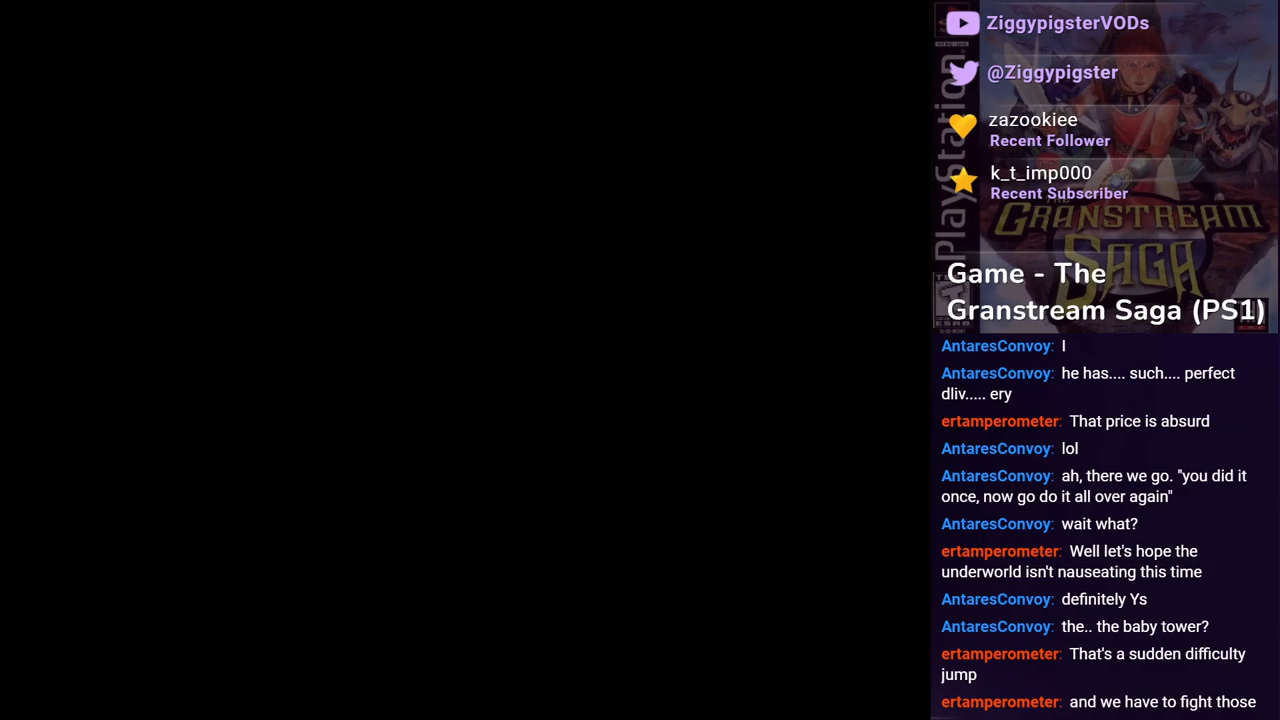 ZiggypigsterVODs
@Ziggypigster
zazookiee
Recent Follower
k_t_imp000
Recent Subscriber
PlayStation
THE
GRANSTREAM
SAGA
Game - The
Granstream Saga (PS1)
AntaresConvoy: I
AntaresConvoy: he has.... such.... perfect
dliv..... ery
ertamperometer: That price is absurd
AntaresConvoy: lol
AntaresConvoy: ah, there we go. "you did it
once, now go do it all over again"
AntaresConvoy: wait what?
ertamperometer: Well let's hope the
underworld isn't nauseating this time
AntaresConvoy: definitely Ys
AntaresConvoy: the.. the baby tower?
ertamperometer: That's a sudden difficulty
jump
ertamperometer: and we have to fight those